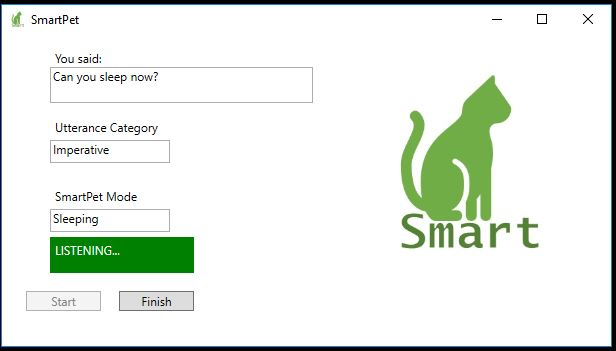 SmartPet
You said:
Can you sleep now?
Utterance Category
Imperative
SmartPet Mode
Sleeping
LISTENING...
Start
Finish
Smart